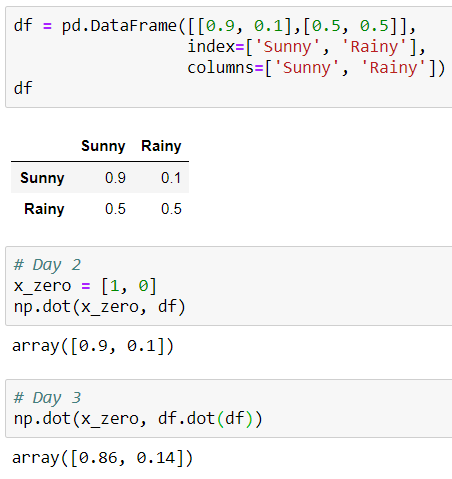 df = pd.DataFrame([[0.9, 0.1],[0.5, 0.5]],
index=['Sunny', 'Rainy'],
columns=['Sunny', 'Rainy'])
df
Sunny Rainy
Sunny 0.9 0.1
Rainy 0.5 0.5
# Day 2
x_zero = [1, 0]
np.dot(x_zero, df)
array([0.9, 0.1])
# Day 3
np.dot(x_zero, df.dot(df))
array([0.86, 0.14])